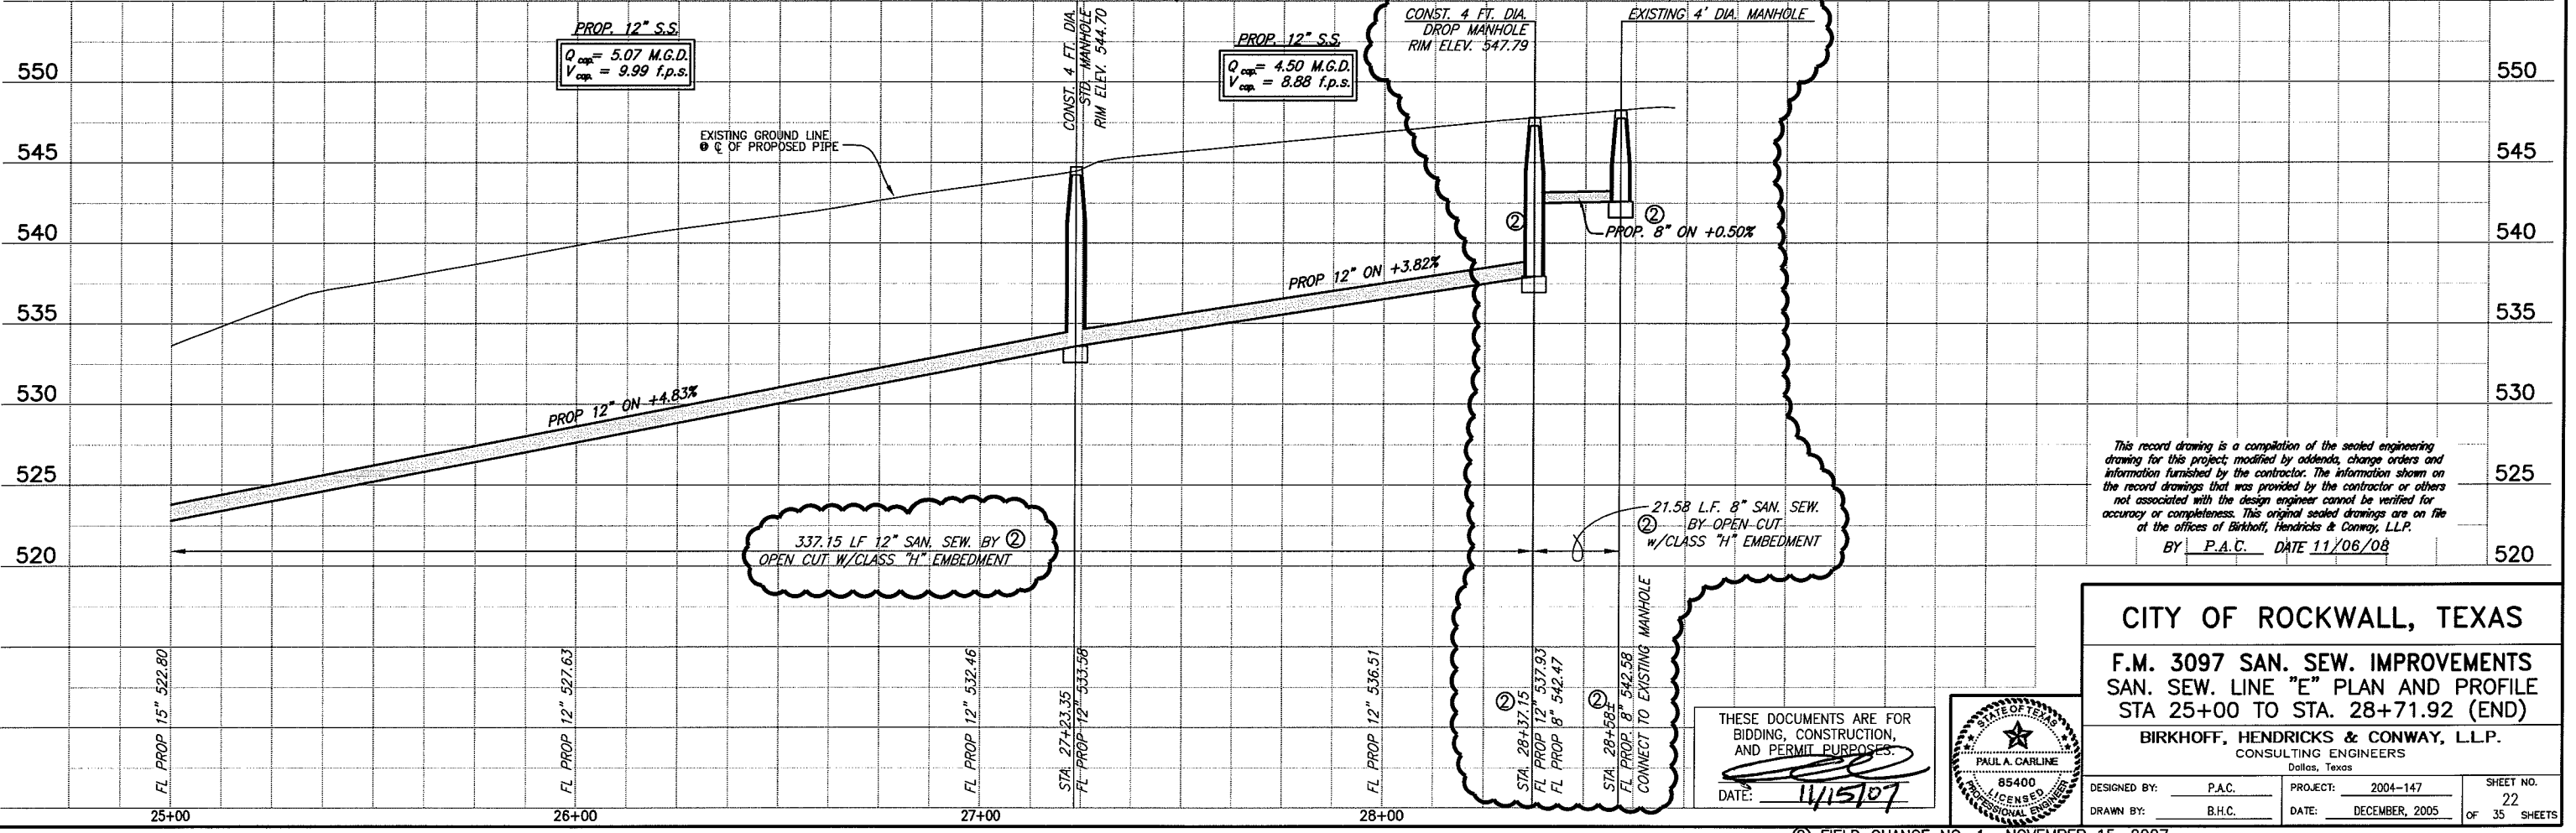 PROP. 12" S.S.
Q cap.= 5.07 M.G.D.
V cap. = 9.99 f.p.s.
CONST. 4 FT. DIA.
STD. MANHOLE
RIM ELEV. 544.70
PROP. 12" S.S.
Q cap.= 4.50 M.G.D.
V cap. = 8.88 f.p.s.
CONST. 4 FT. DIA.
DROP MANHOLE
RIM ELEV. 547.79
EXISTING 4' DIA. MANHOLE
550
550
EXISTING GROUND LINE
@ ℄ OF PROPOSED PIPE
545
545
540
②
②
PROP. 8" ON +0.50%
540
PROP 12" ON +3.82%
535
535
530
PROP 12" ON +4.83%
530
525
525
This record drawing is a compilation of the sealed engineering
drawing for this project; modified by addenda, change orders and
information furnished by the contractor. The information shown on
the record drawings that was provided by the contractor or others
not associated with the design engineer cannot be verified for
accuracy or completeness. This original sealed drawings are on file
at the offices of Birkhoff, Hendricks & Conway, L.L.P.
BY P.A.C. DATE 11/06/08
337.15 LF 12" SAN. SEW. BY ②
OPEN CUT W/CLASS "H" EMBEDMENT
21.58 L.F. 8" SAN. SEW.
② BY OPEN CUT
w/CLASS "H" EMBEDMENT
520
520
FL PROP 15" 522.80
FL PROP 12" 527.63
FL PROP 12" 532.46
STA. 27+23.35
FL PROP 12" 533.58
FL PROP 12" 536.51
② STA. 28+37.15
FL PROP 12" 537.93
FL PROP 8" 542.47
② STA. 28+58±
FL PROP. 8" 542.58
CONNECT TO EXISTING MANHOLE
25+00
26+00
27+00
28+00
THESE DOCUMENTS ARE FOR
BIDDING, CONSTRUCTION,
AND PERMIT PURPOSES.
DATE: 11/15/07
STATE OF TEXAS
PAUL A. CARLINE
85400
LICENSED
PROFESSIONAL ENGINEER
CITY OF ROCKWALL, TEXAS
F.M. 3097 SAN. SEW. IMPROVEMENTS
SAN. SEW. LINE "E" PLAN AND PROFILE
STA 25+00 TO STA. 28+71.92 (END)
BIRKHOFF, HENDRICKS & CONWAY, L.L.P.
CONSULTING ENGINEERS
Dallas, Texas
DESIGNED BY: P.A.C.
PROJECT: 2004-147
SHEET NO.
22
DRAWN BY: B.H.C.
DATE: DECEMBER, 2005
OF 35 SHEETS
② FIELD CHANGE NO. 1 NOVEMBER 15, 2007